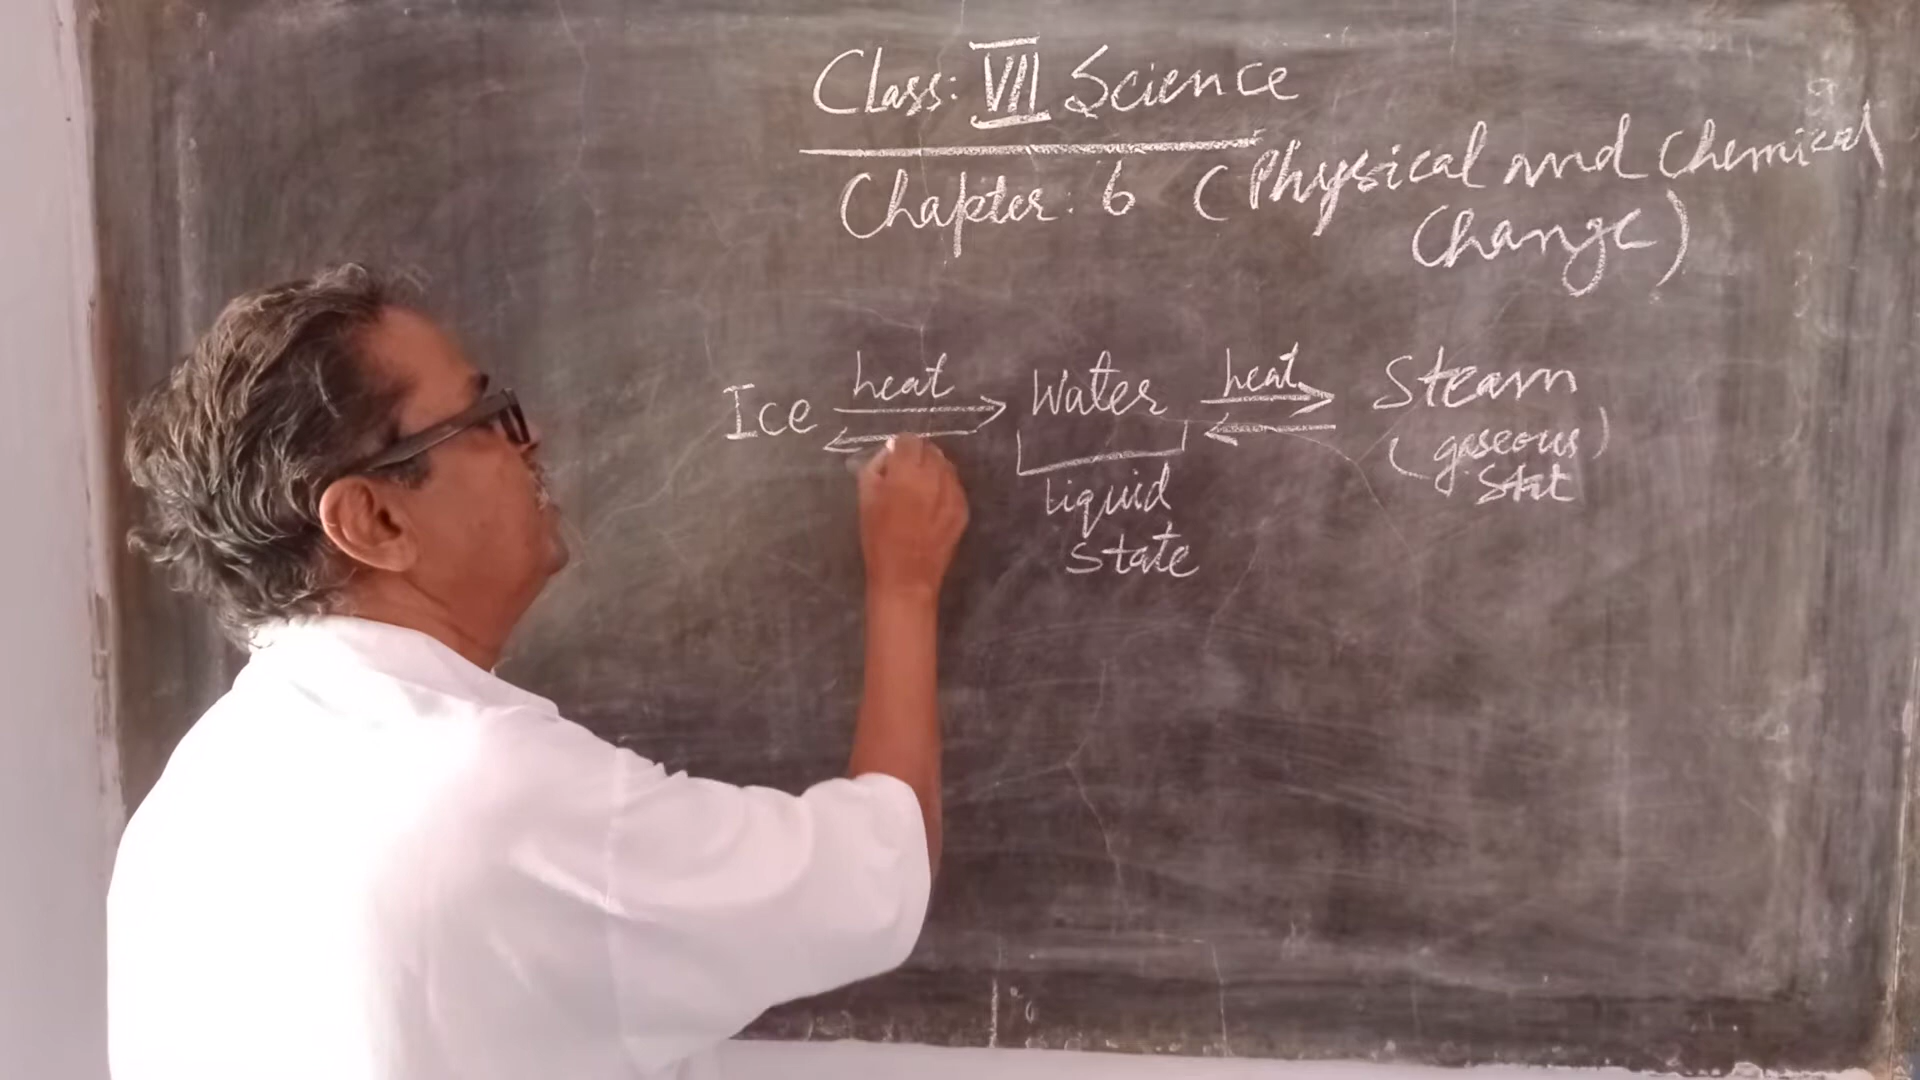 Class: VII Science
Chapter: 6 (Physical and Chemical
Change)
Ice heat Water heat Steam
(gaseous)
Stat
liquid
state